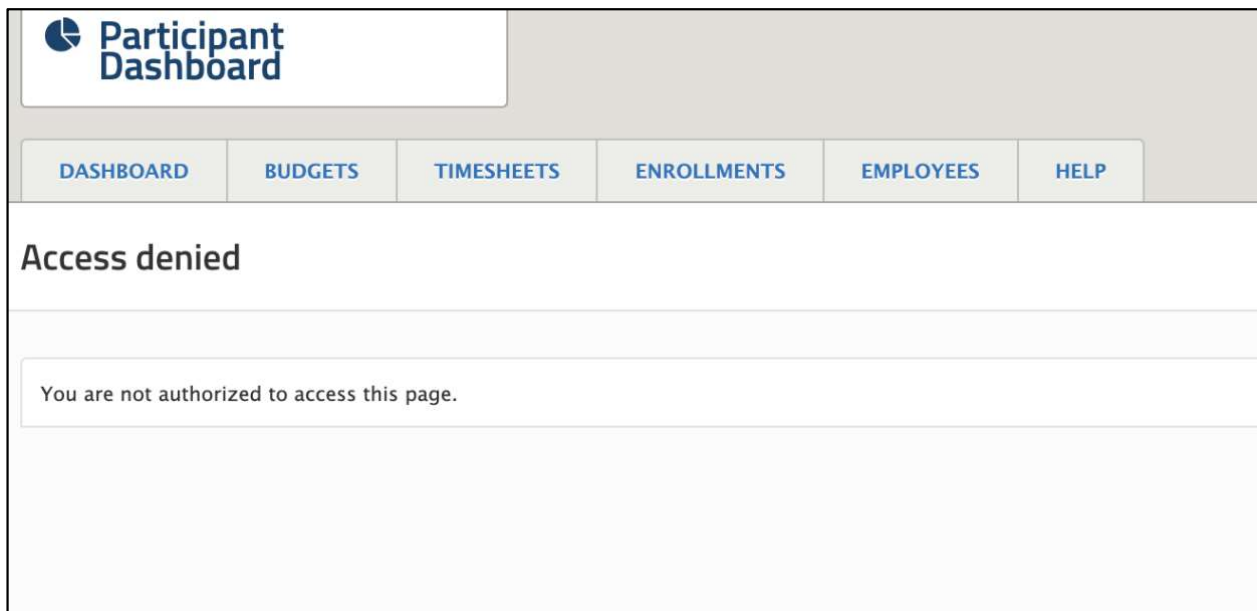 Participant
Dashboard
DASHBOARD BUDGETS TIMESHEETS ENROLLMENTS EMPLOYEES HELP
Access denied
You are not authorized to access this page.